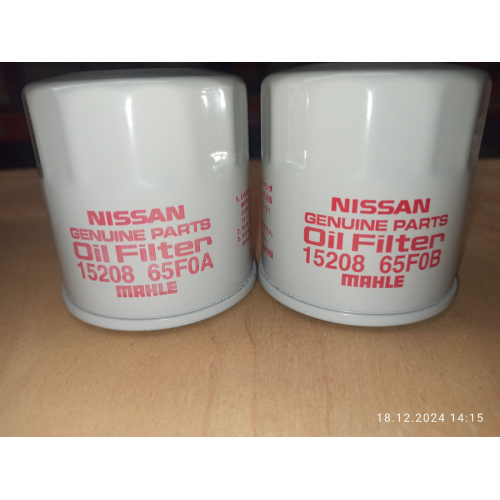 NISSAN
GENUINE PARTS
Oil Filter
15208 65F0A
MAHLE
NISSAN
GENUINE PARTS
Oil Filter
15208 65F0B
MAHLE
18.12.2024 14:15